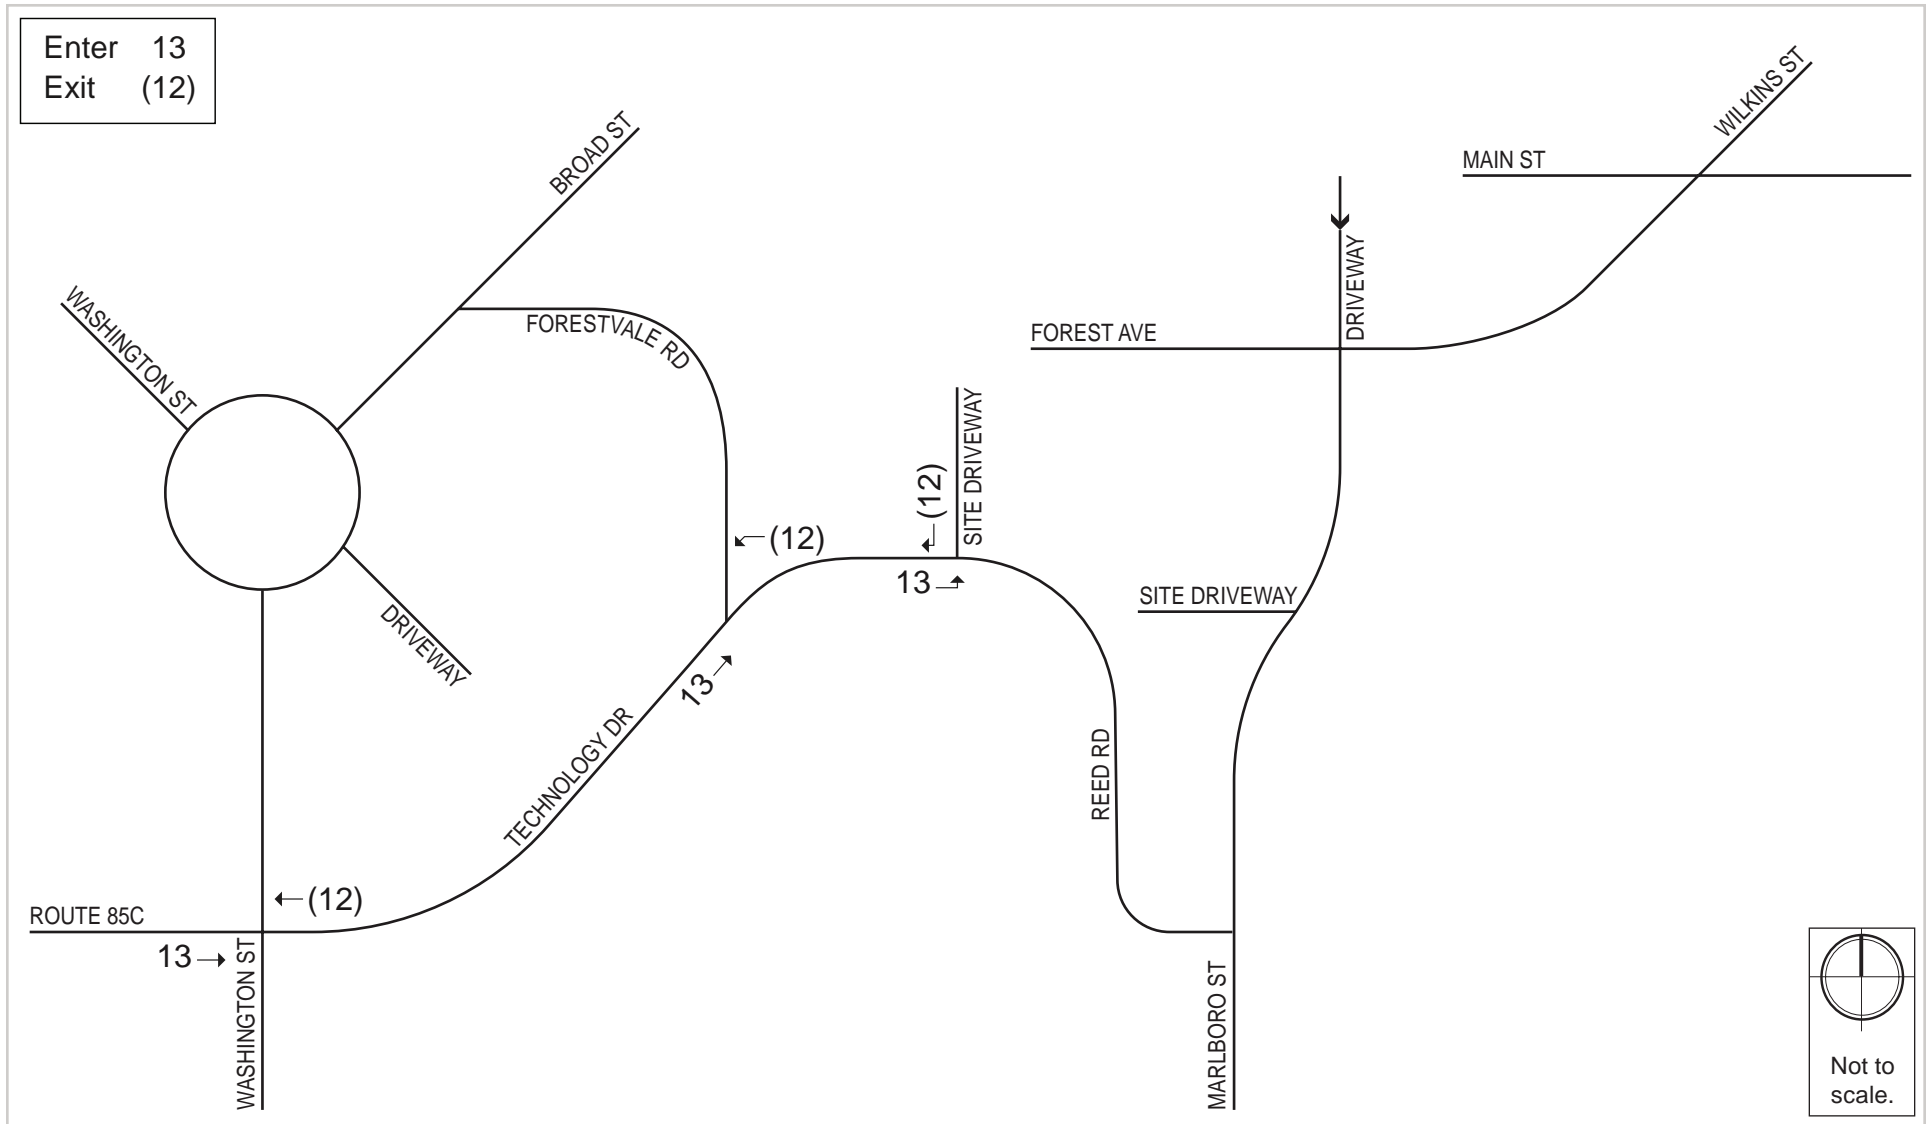 Enter 13
Exit (12)
BROAD ST
WILKINS ST
MAIN ST
WASHINGTON ST
FORESTVALE RD
DRIVEWAY
FOREST AVE
SITE DRIVEWAY
(12)
(12)
13
SITE DRIVEWAY
DRIVEWAY
13
TECHNOLOGY DR
REED RD
(12)
ROUTE 85C
13
WASHINGTON ST
MARLBORO ST
Not to
scale.